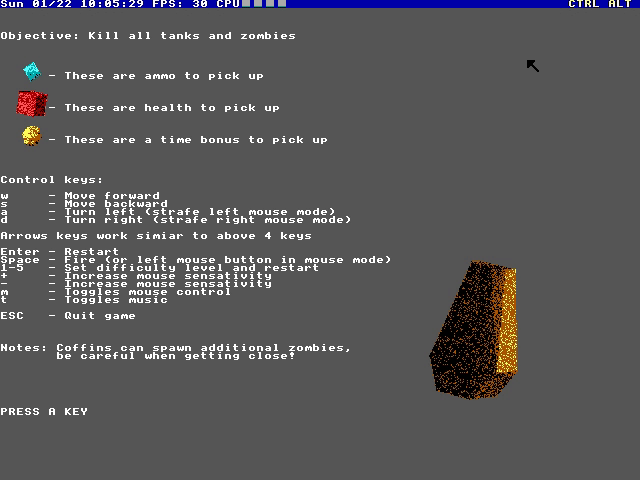 Sun 01/22 10:05:29 FPS: 30 CPU CTRL ALT
Objective: Kill all tanks and zombies
- These are ammo to pick up
- These are health to pick up
- These are a time bonus to pick up
Control keys:
w - Move forward
s - Move backward
a - Turn left (strafe left mouse mode)
d - Turn right (strafe right mouse mode)
Arrows keys work simiar to above 4 keys
Enter - Restart
Space - Fire (or left mouse button in mouse mode)
1-5 - Set difficulty level and restart
+ - Increase mouse sensativity
- - Increase mouse sensativity
m - Toggles mouse control
t - Toggles music
ESC - Quit game
Notes: Coffins can spawn additional zombies,
be careful when getting close!
PRESS A KEY